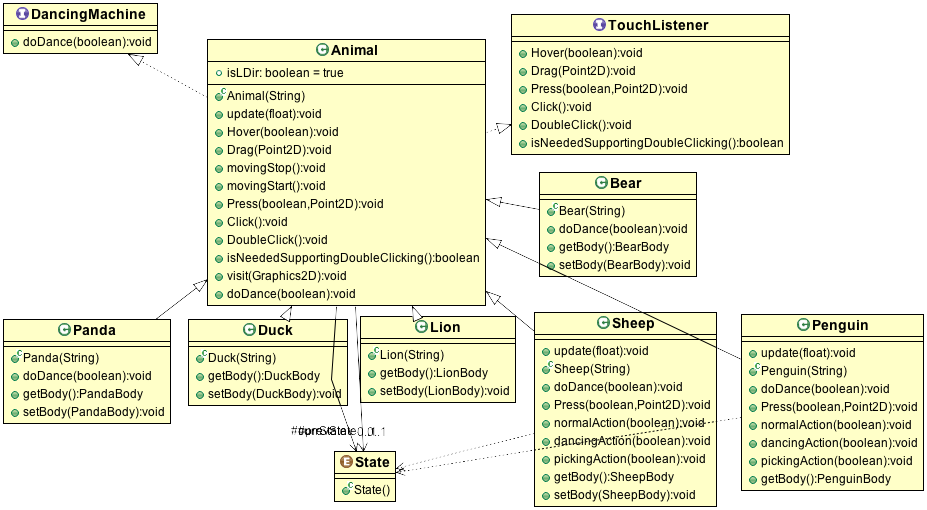 DancingMachine
doDance(boolean):void
Animal
isLDir: boolean = true
Animal(String)
update(float):void
Hover(boolean):void
Drag(Point2D):void
movingStop():void
movingStart():void
Press(boolean,Point2D):void
Click():void
DoubleClick():void
isNeededSupportingDoubleClicking():boolean
visit(Graphics2D):void
doDance(boolean):void
TouchListener
Hover(boolean):void
Drag(Point2D):void
Press(boolean,Point2D):void
Click():void
DoubleClick():void
isNeededSupportingDoubleClicking():boolean
Bear
Bear(String)
doDance(boolean):void
getBody():BearBody
setBody(BearBody):void
Panda
Panda(String)
doDance(boolean):void
getBody():PandaBody
setBody(PandaBody):void
Duck
Duck(String)
getBody():DuckBody
setBody(DuckBody):void
Lion
Lion(String)
getBody():LionBody
setBody(LionBody):void
Sheep
update(float):void
Sheep(String)
doDance(boolean):void
Press(boolean,Point2D):void
normalAction(boolean):void
dancingAction(boolean):void
pickingAction(boolean):void
getBody():SheepBody
setBody(SheepBody):void
Penguin
update(float):void
Penguin(String)
doDance(boolean):void
Press(boolean,Point2D):void
normalAction(boolean):void
dancingAction(boolean):void
pickingAction(boolean):void
getBody():PenguinBody
State
State()